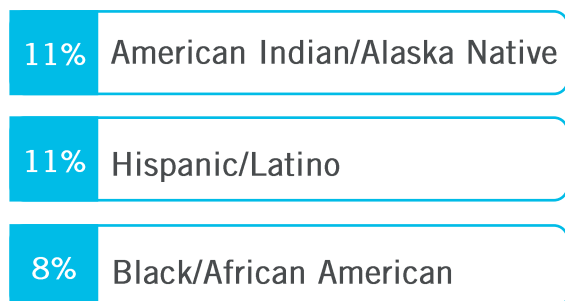 11% American Indian/Alaska Native
11% Hispanic/Latino
8% Black/African American